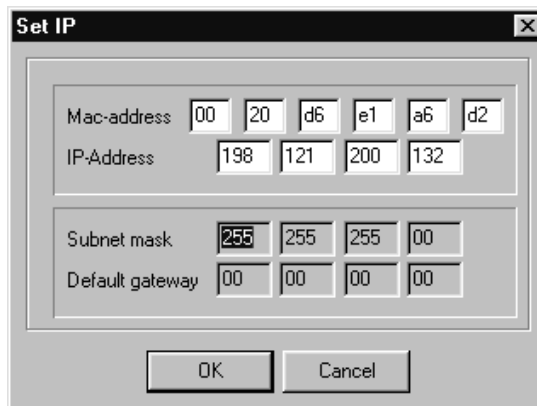 Set IP
Mac-address 00 20 d6 e1 a6 d2
IP-Address 198 121 200 132
Subnet mask 255 255 255 00
Default gateway 00 00 00 00
OK Cancel